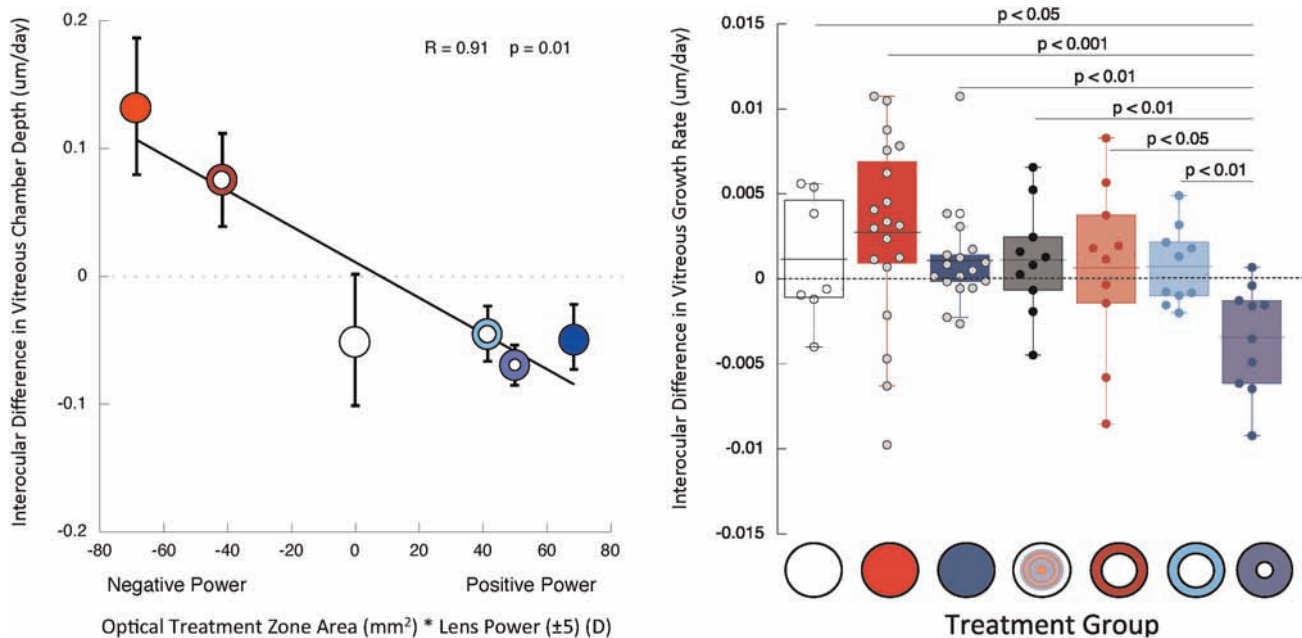 Interocular Difference in Vitreous Chamber Depth (um/day)
0.2
0.1
0
-0.1
-0.2
R = 0.91 p = 0.01
-80 -60 -40 -20 0 20 40 60 80
Negative Power Positive Power
Optical Treatment Zone Area (mm²) * Lens Power (±5) (D)
Interocular Difference in Vitreous Growth Rate (um/day)
0.015
0.01
0.005
0
-0.005
-0.01
-0.015
p < 0.05
p < 0.001
p < 0.01
p < 0.01
p < 0.05
p < 0.01
Treatment Group